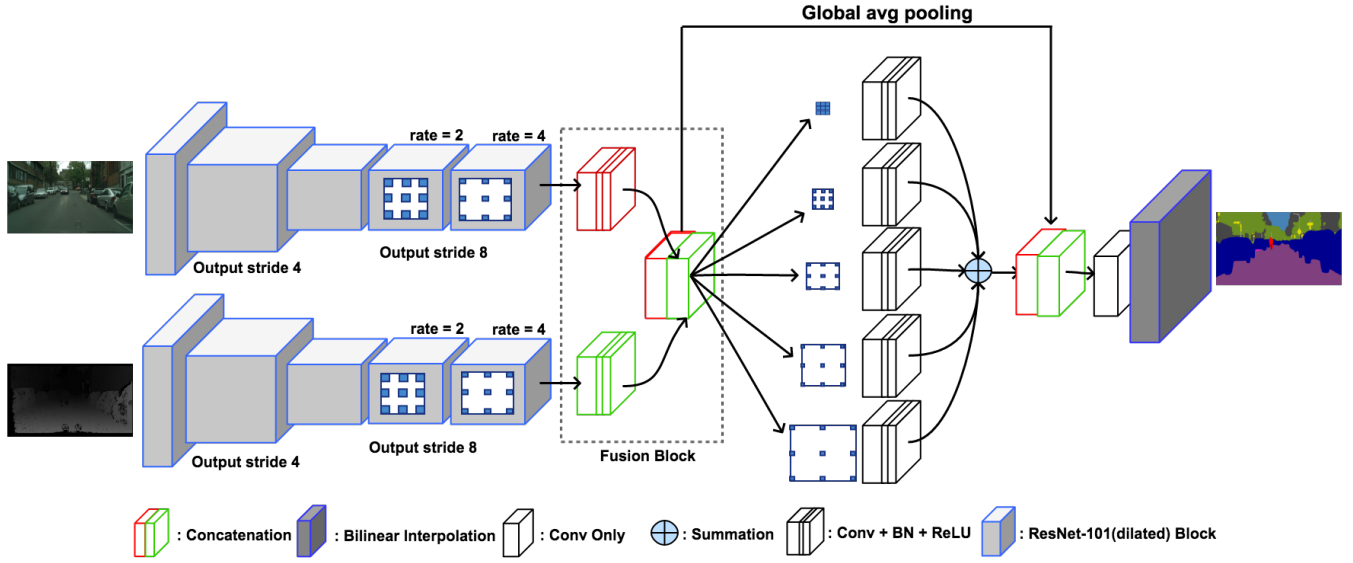 Global avg pooling
rate = 2
rate = 4
Output stride 4
Output stride 8
rate = 2
rate = 4
Output stride 4
Output stride 8
Fusion Block
: Concatenation
: Bilinear Interpolation
: Conv Only
: Summation
: Conv + BN + ReLU
: ResNet-101(dilated) Block